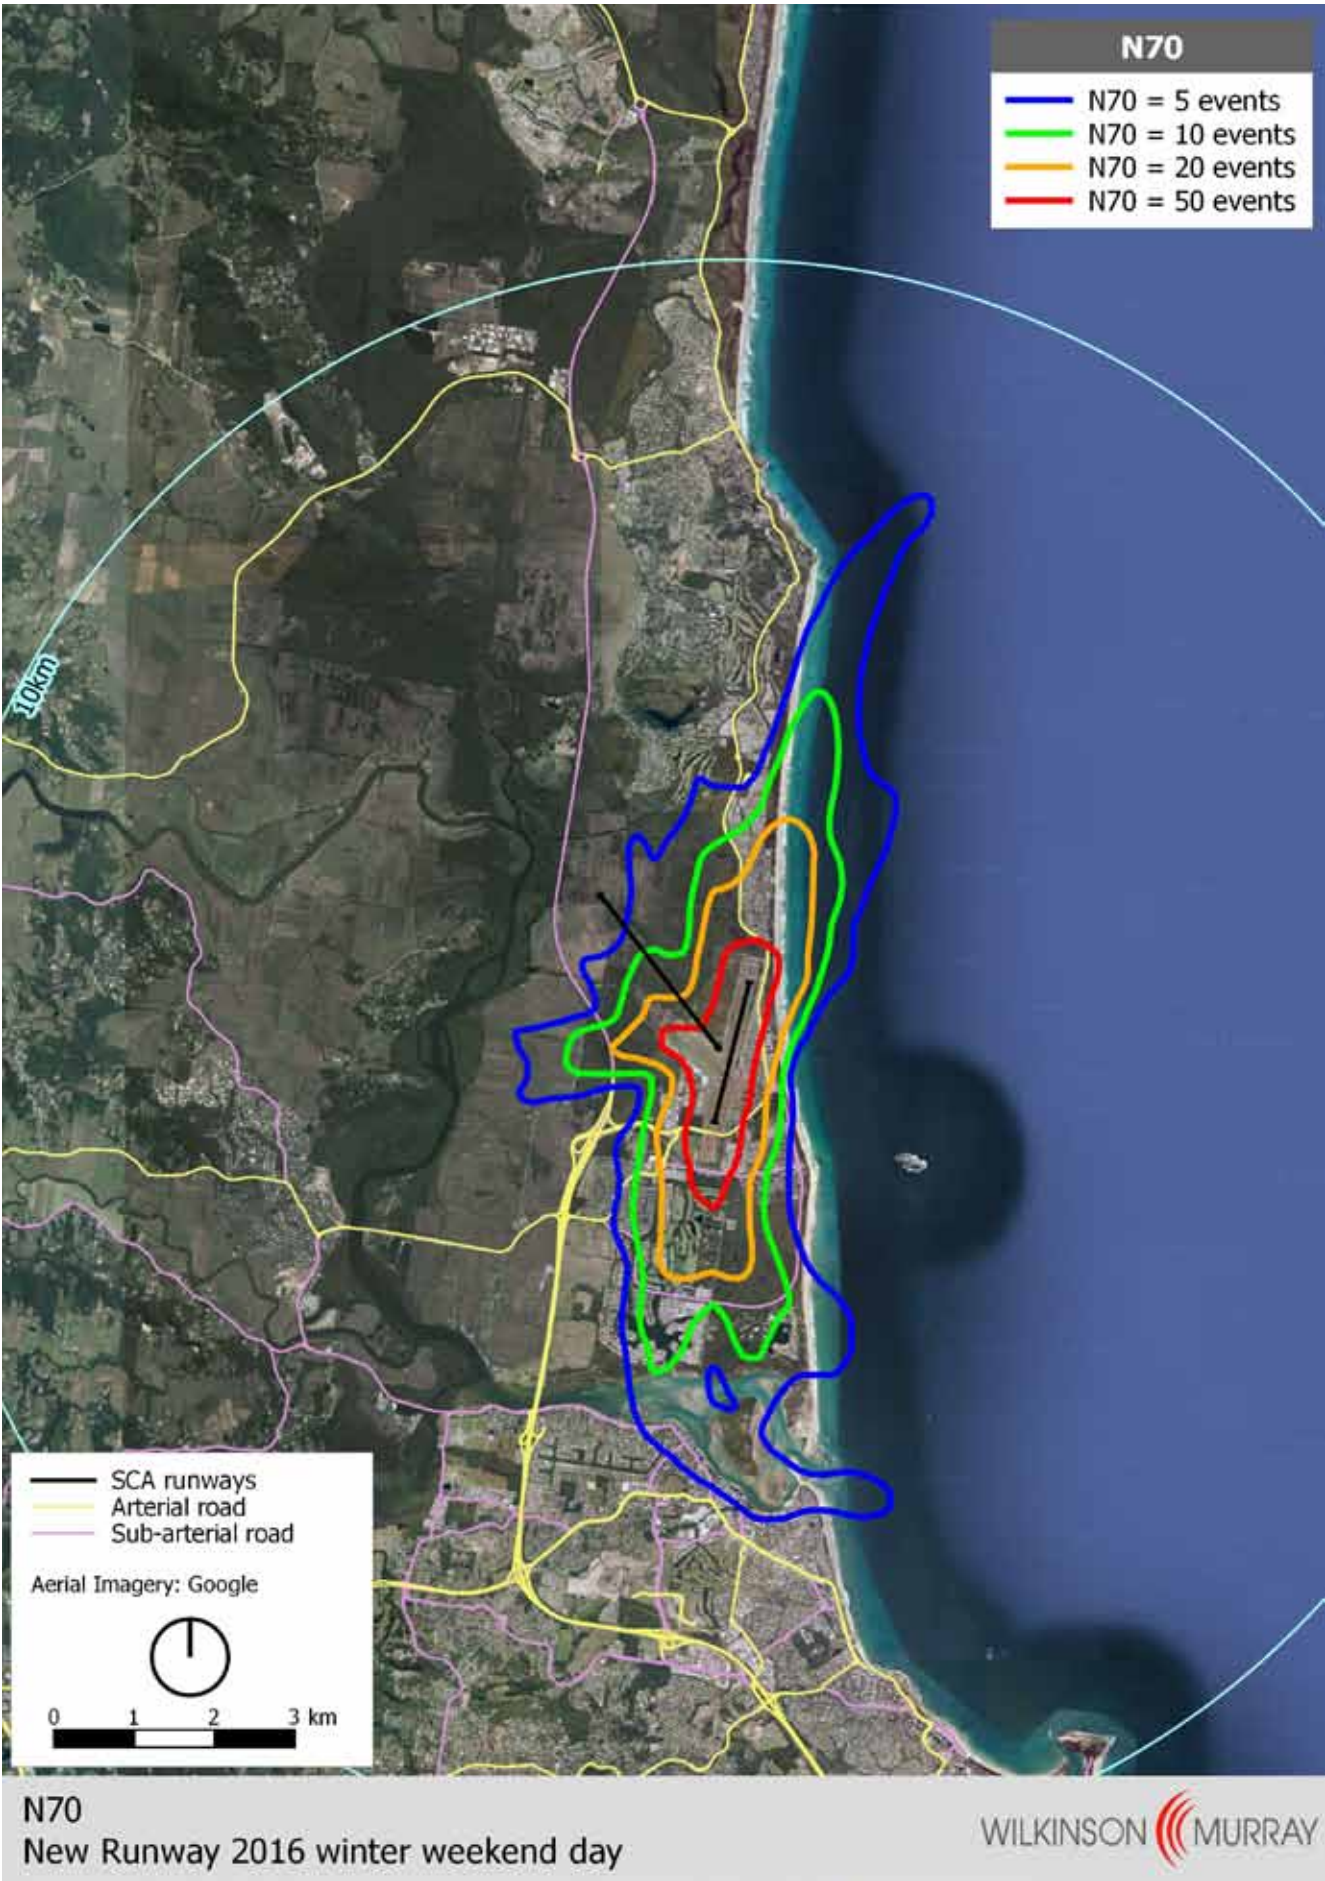 N70
N70 = 5 events
N70 = 10 events
N70 = 20 events
N70 = 50 events
10km
SCA runways
Arterial road
Sub-arterial road
Aerial Imagery: Google
0 1 2 3 km
N70
New Runway 2016 winter weekend day
WILKINSON MURRAY